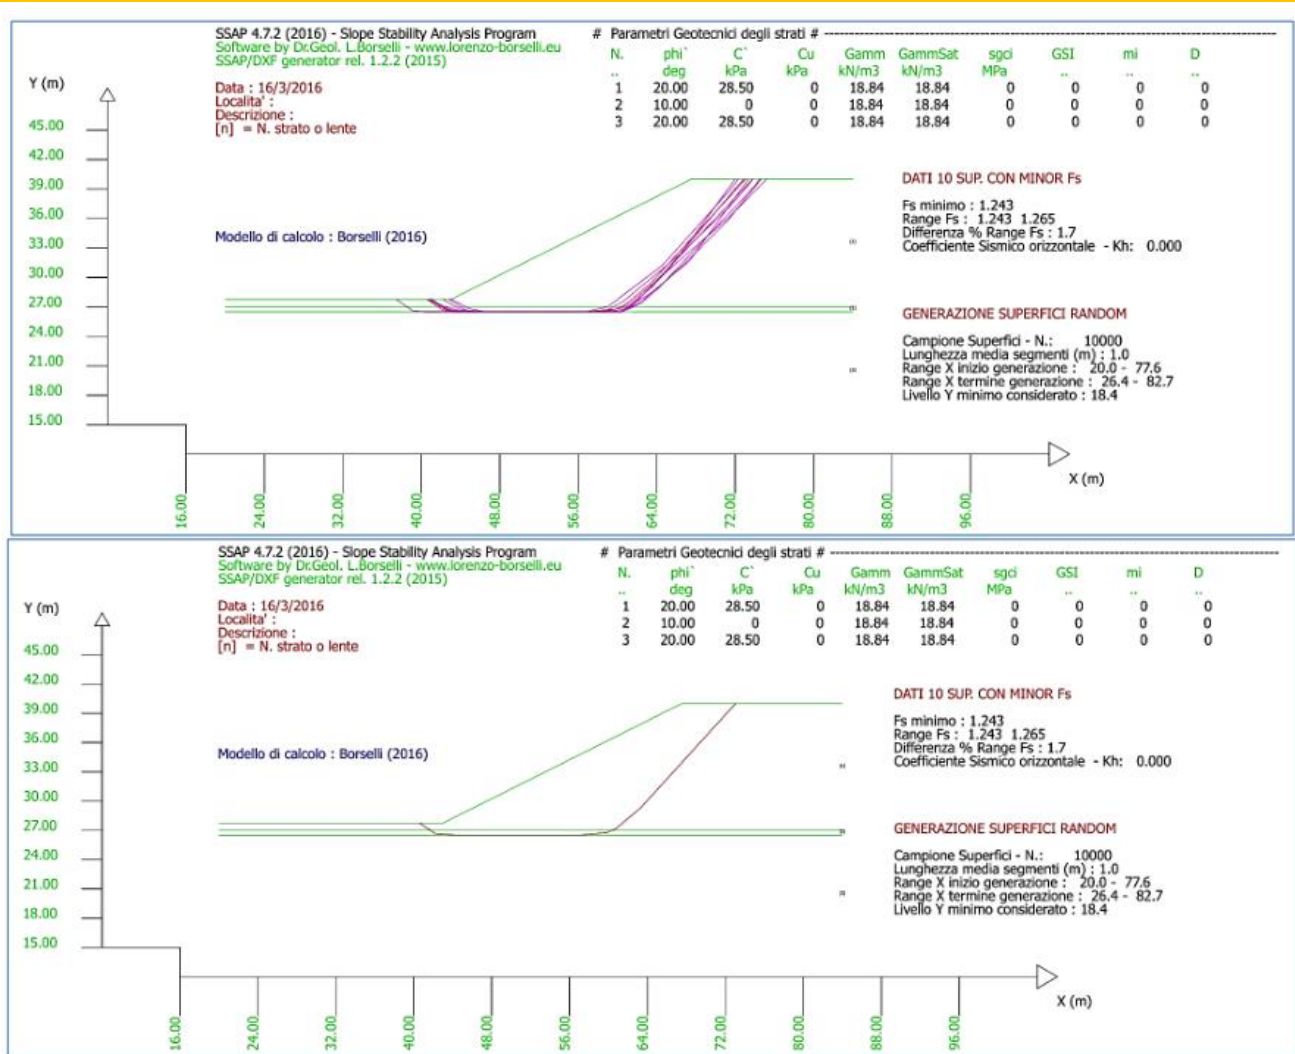 SSAP 4.7.2 (2016) - Slope Stability Analysis Program
Software by Dr.Geol. L.Borselli - www.lorenzo-borselli.eu
SSAP/DXF generator rel. 1.2.2 (2015)
Data : 16/3/2016
Localita' :
Descrizione :
[n] = N. strato o lente
# Parametri Geotecnici degli strati #
N. phi` C` Cu Gamm GammSat sgci GSI mi D
.. deg kPa kPa kN/m3 kN/m3 MPa .. .. ..
1 20.00 28.50 0 18.84 18.84 0 0 0 0
2 10.00 0 0 18.84 18.84 0 0 0 0
3 20.00 28.50 0 18.84 18.84 0 0 0 0
Y (m)
45.00
42.00
39.00
36.00
33.00
30.00
27.00
24.00
21.00
18.00
15.00
Modello di calcolo : Borselli (2016)
DATI 10 SUP. CON MINOR Fs
Fs minimo : 1.243
Range Fs : 1.243 1.265
Differenza % Range Fs : 1.7
Coefficiente Sismico orizzontale - Kh: 0.000
GENERAZIONE SUPERFICI RANDOM
Campione Superfici - N.: 10000
Lunghezza media segmenti (m) : 1.0
Range X inizio generazione : 20.0 - 77.6
Range X termine generazione : 26.4 - 82.7
Livello Y minimo considerato : 18.4
16.00 24.00 32.00 40.00 48.00 56.00 64.00 72.00 80.00 88.00 96.00
X (m)
SSAP 4.7.2 (2016) - Slope Stability Analysis Program
Software by Dr.Geol. L.Borselli - www.lorenzo-borselli.eu
SSAP/DXF generator rel. 1.2.2 (2015)
Data : 16/3/2016
Localita' :
Descrizione :
[n] = N. strato o lente
# Parametri Geotecnici degli strati #
N. phi` C` Cu Gamm GammSat sgci GSI mi D
.. deg kPa kPa kN/m3 kN/m3 MPa .. .. ..
1 20.00 28.50 0 18.84 18.84 0 0 0 0
2 10.00 0 0 18.84 18.84 0 0 0 0
3 20.00 28.50 0 18.84 18.84 0 0 0 0
Y (m)
45.00
42.00
39.00
36.00
33.00
30.00
27.00
24.00
21.00
18.00
15.00
Modello di calcolo : Borselli (2016)
DATI 10 SUP. CON MINOR Fs
Fs minimo : 1.243
Range Fs : 1.243 1.265
Differenza % Range Fs : 1.7
Coefficiente Sismico orizzontale - Kh: 0.000
GENERAZIONE SUPERFICI RANDOM
Campione Superfici - N.: 10000
Lunghezza media segmenti (m) : 1.0
Range X inizio generazione : 20.0 - 77.6
Range X termine generazione : 26.4 - 82.7
Livello Y minimo considerato : 18.4
16.00 24.00 32.00 40.00 48.00 56.00 64.00 72.00 80.00 88.00 96.00
X (m)